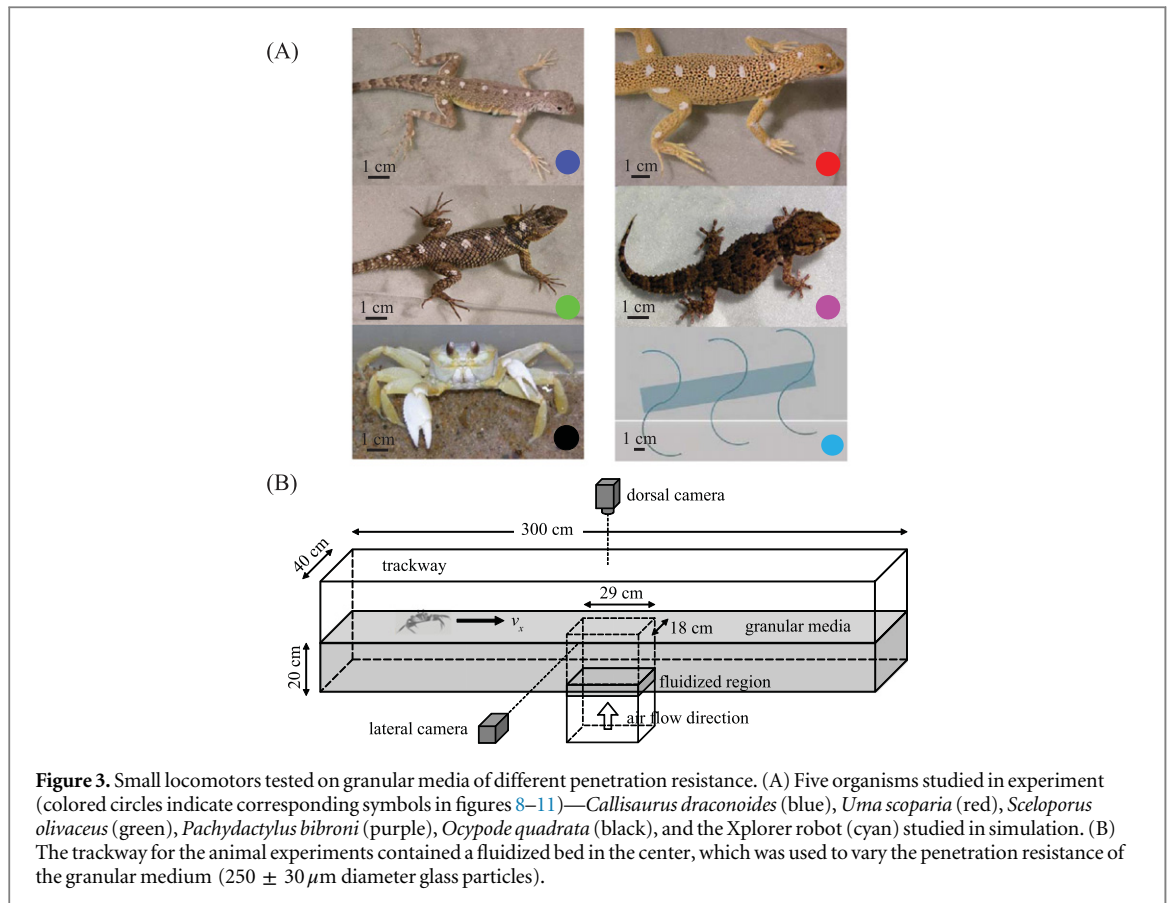 (A)
1 cm
1 cm
1 cm
1 cm
1 cm
1 cm
(B)
dorsal camera
300 cm
40 cm
trackway
29 cm
18 cm
vx
granular media
20 cm
fluidized region
lateral camera
air flow direction
Figure 3. Small locomotors tested on granular media of different penetration resistance. (A) Five organisms studied in experiment
(colored circles indicate corresponding symbols in figures 8–11)—Callisaurus draconoides (blue), Uma scoparia (red), Sceloporus
olivaceus (green), Pachydactylus bibroni (purple), Ocypode quadrata (black), and the Xplorer robot (cyan) studied in simulation. (B)
The trackway for the animal experiments contained a fluidized bed in the center, which was used to vary the penetration resistance of
the granular medium (250 ± 30 μm diameter glass particles).